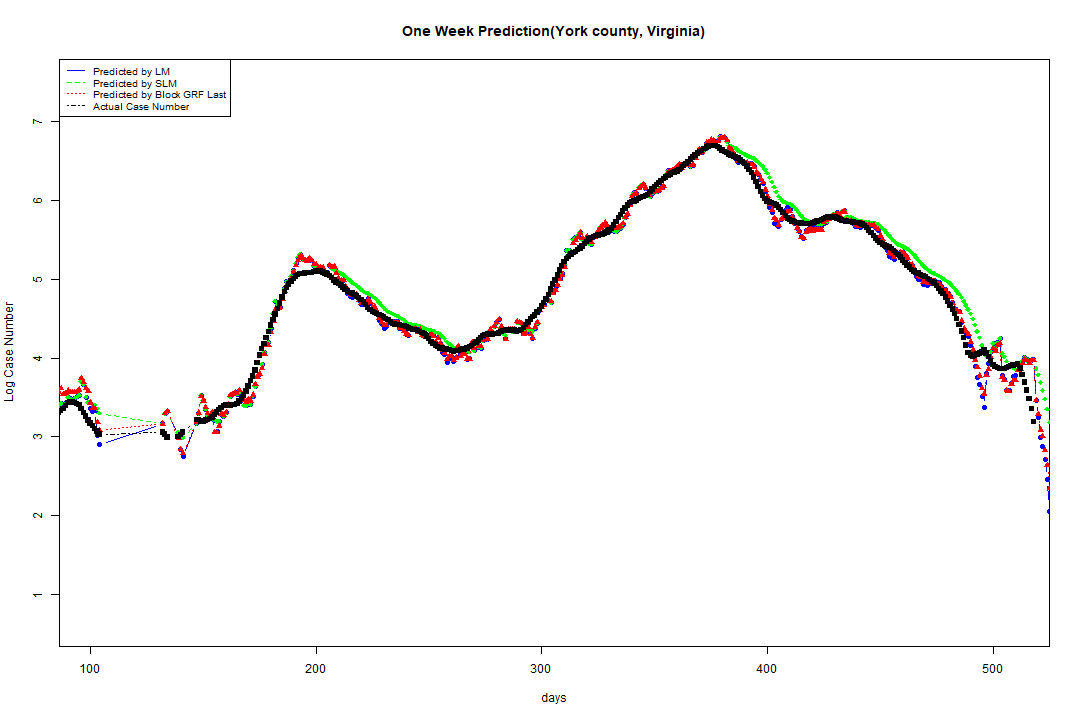 One Week Prediction(York county, Virginia)
Predicted by LM
Predicted by SLM
Predicted by Block GRF Last
Actual Case Number
7
6
5
4
3
2
1
Log Case Number
100 200 300 400 500
days